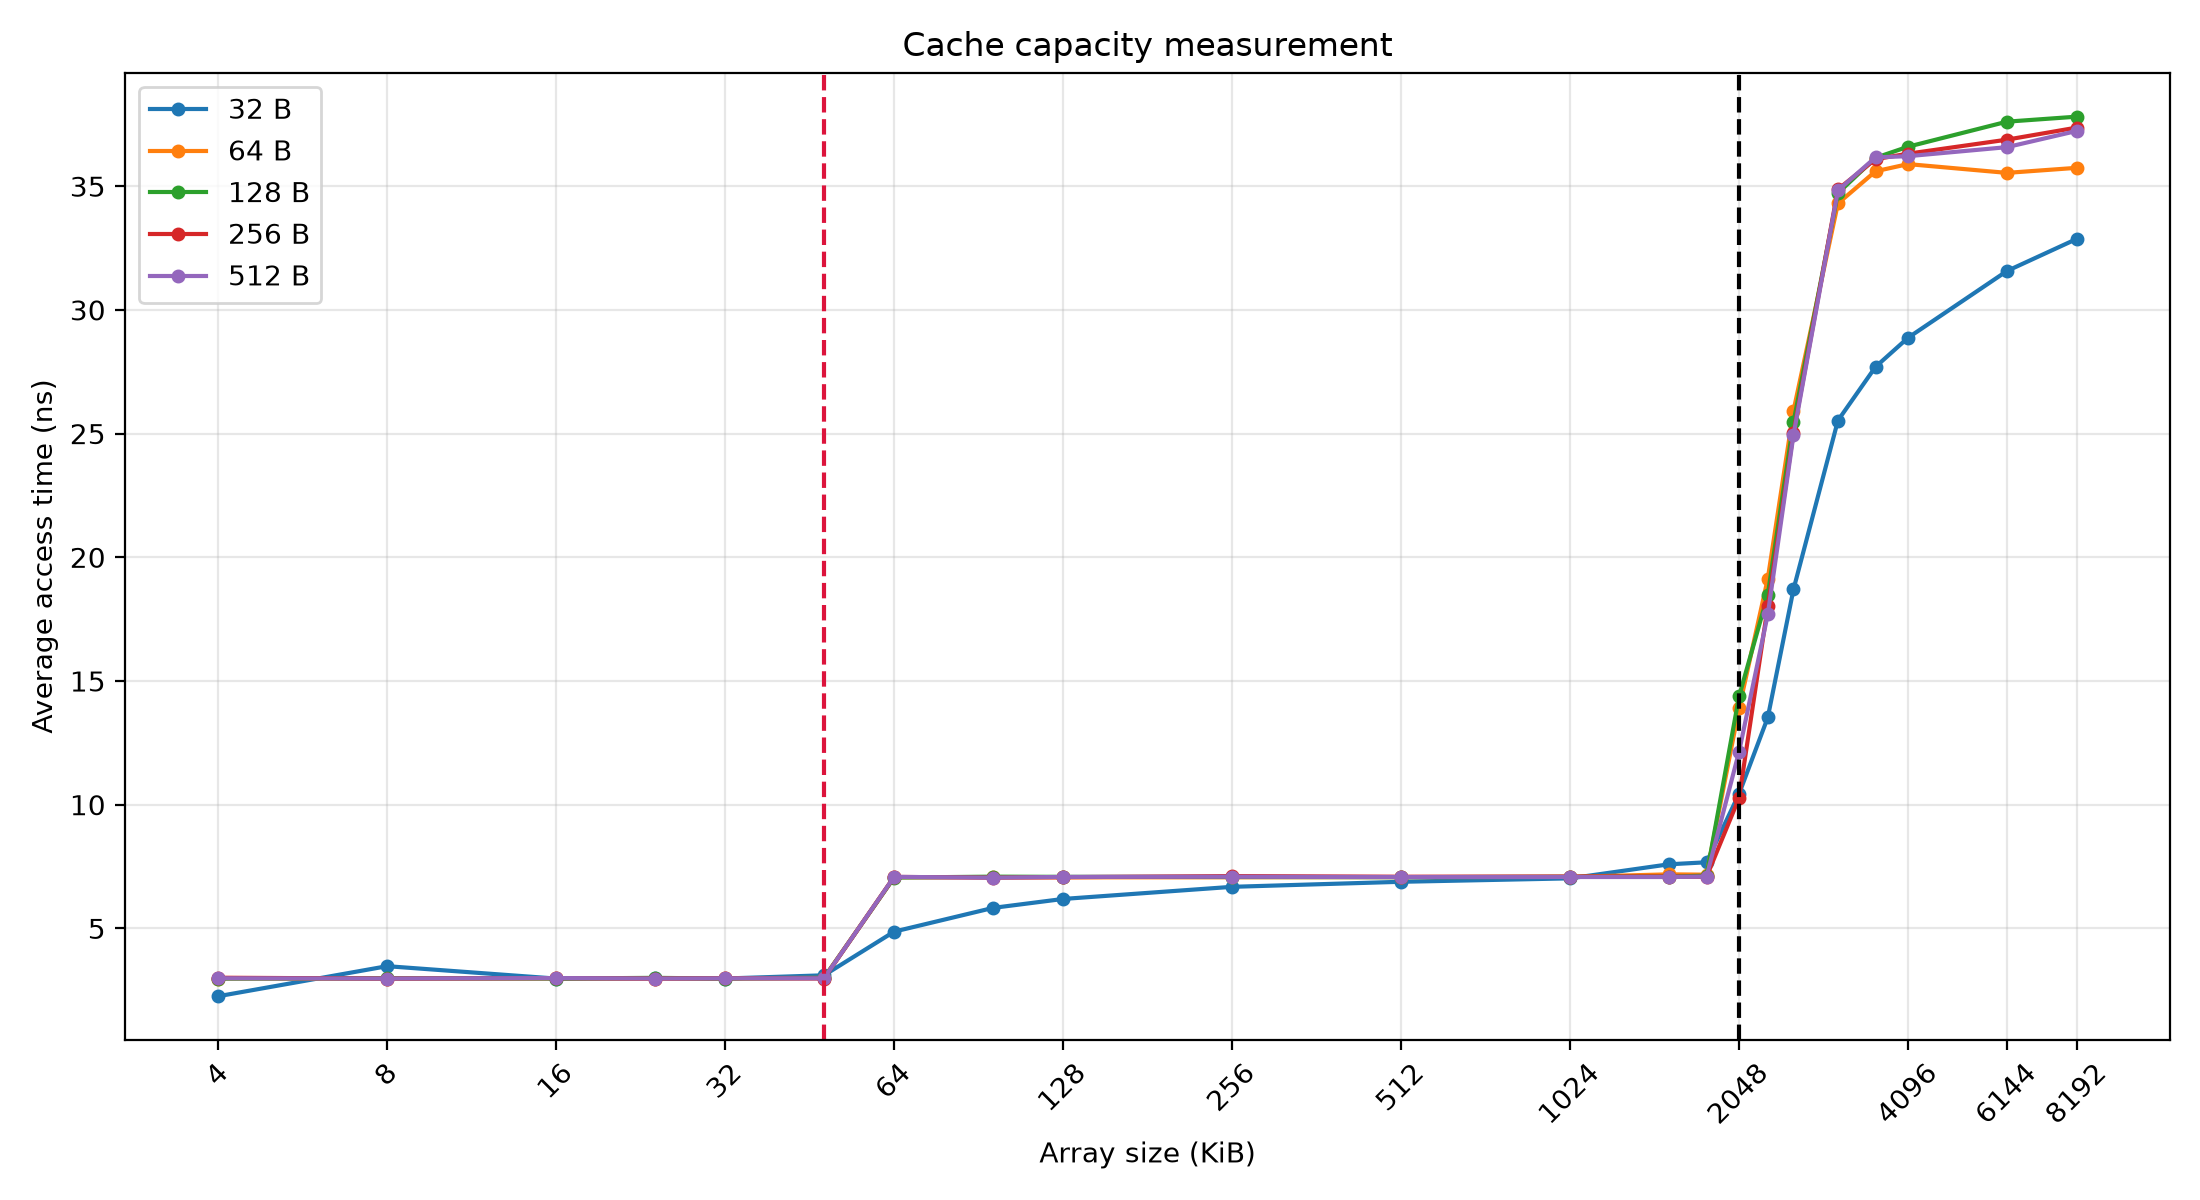 Cache capacity measurement
32 B
64 B
128 B
256 B
512 B
Average access time (ns)
35
30
25
20
15
10
5
4
8
16
32
64
128
256
512
1024
2048
4096
6144
8192
Array size (KiB)